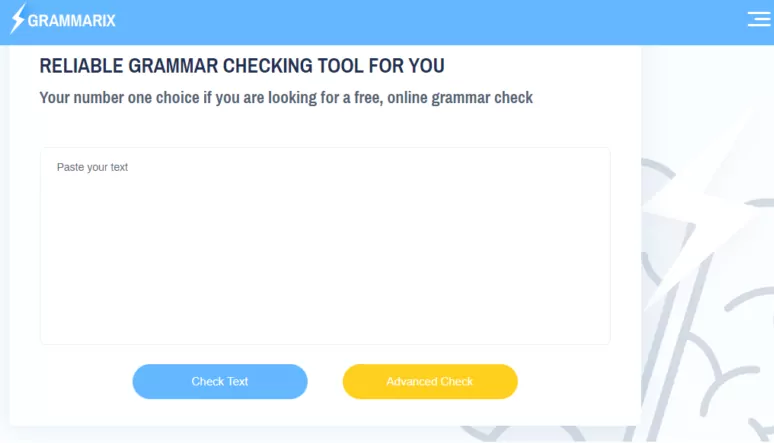 GRAMMARIX
RELIABLE GRAMMAR CHECKING TOOL FOR YOU
Your number one choice if you are looking for a free, online grammar check
Paste your text
Check Text
Advanced Check